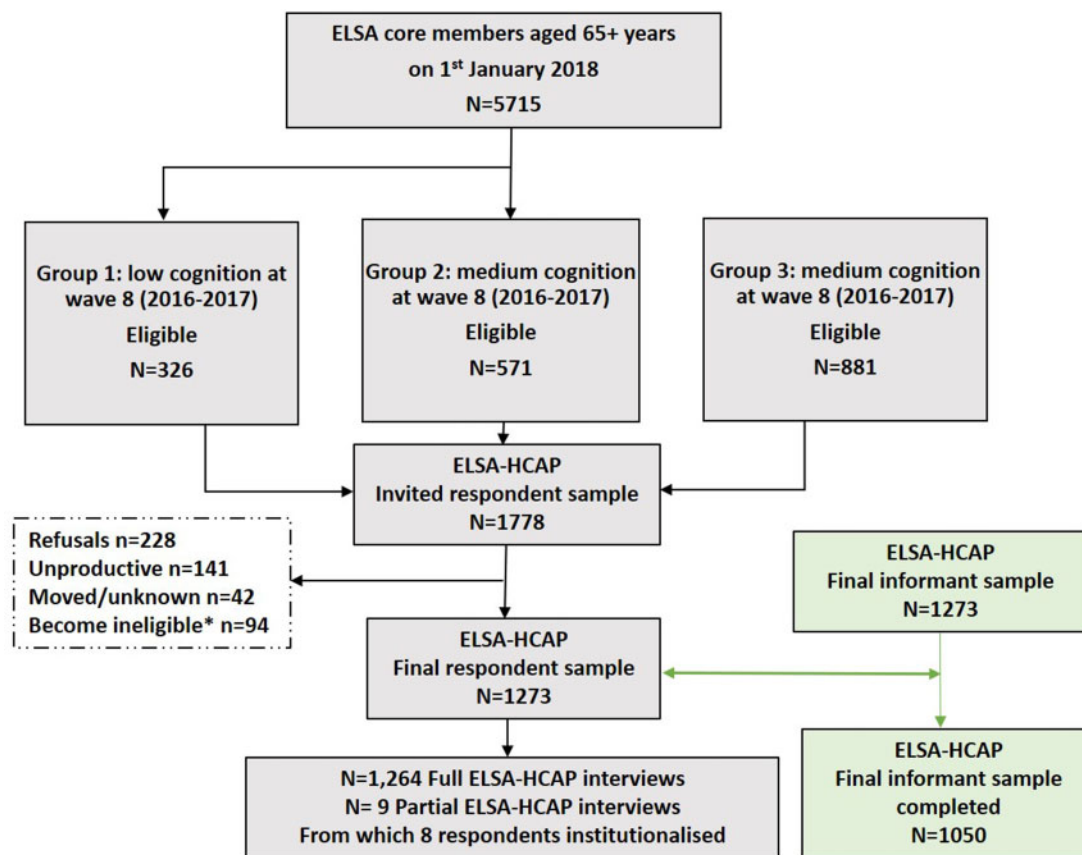 ELSA core members aged 65+ years
on 1st January 2018
N=5715
Group 1: low cognition at
wave 8 (2016-2017)
Eligible
N=326
Group 2: medium cognition
at wave 8 (2016-2017)
Eligible
N=571
Group 3: medium cognition
at wave 8 (2016-2017)
Eligible
N=881
ELSA-HCAP
Invited respondent sample
N=1778
Refusals n=228
Unproductive n=141
Moved/unknown n=42
Become ineligible* n=94
ELSA-HCAP
Final informant sample
N=1273
ELSA-HCAP
Final respondent sample
N=1273
N=1,264 Full ELSA-HCAP interviews
N= 9 Partial ELSA-HCAP interviews
From which 8 respondents institutionalised
ELSA-HCAP
Final informant sample
completed
N=1050